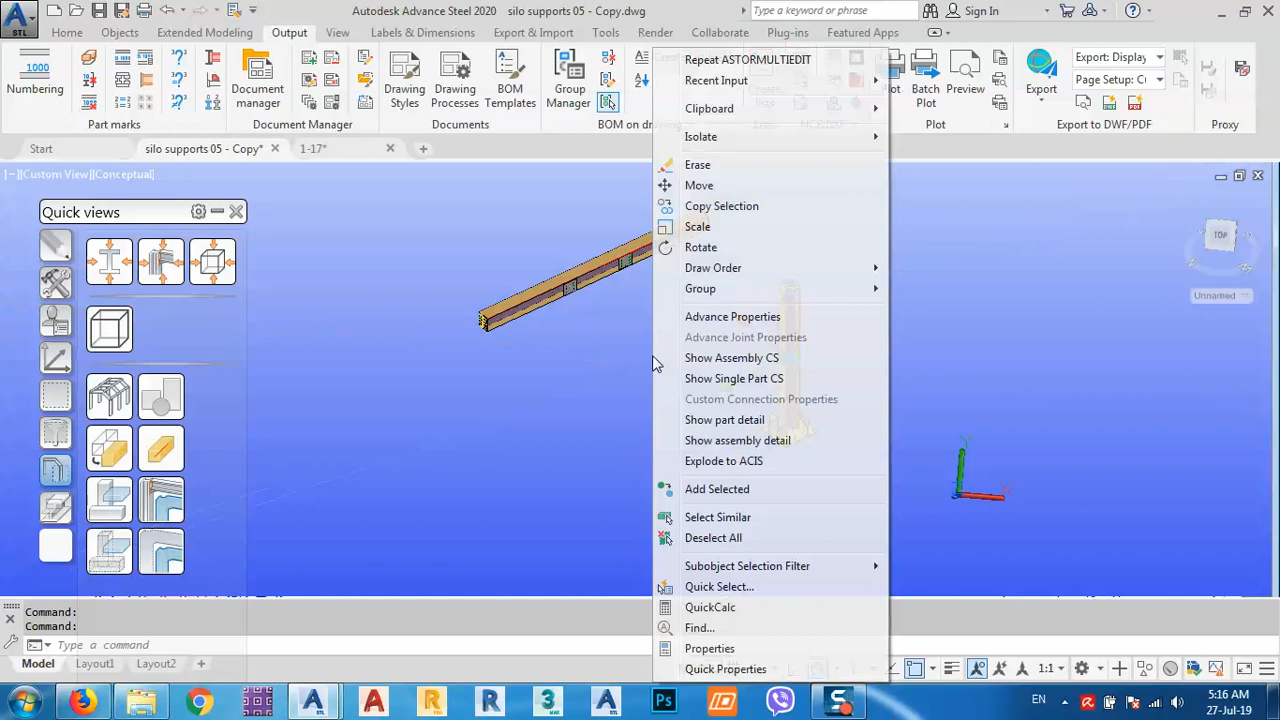 STL
Autodesk Advance Steel 2020 silo supports 05 - Copy.dwg
Type a keyword or phrase
Sign In
Home Objects Extended Modeling Output View Labels & Dimensions Export & Import Tools Render Collaborate Plug-ins Featured Apps
1000
Numbering
Document manager
Drawing Styles
Drawing Processes
BOM Templates
Group Manager
Batch Plot
Preview
Export
Export: Display
Page Setup: C
Part marks
Document Manager
Documents
BOM on
Plot
Export to DWF/PDF
Proxy
Start
silo supports 05 - Copy*
1-17*
[−][Custom View][Conceptual]
Quick views
TOP
Unnamed
Repeat ASTORMULTIEDIT
Recent Input
Clipboard
Isolate
Erase
Move
Copy Selection
Scale
Rotate
Draw Order
Group
Advance Properties
Advance Joint Properties
Show Assembly CS
Show Single Part CS
Custom Connection Properties
Show part detail
Show assembly detail
Explode to ACIS
Add Selected
Select Similar
Deselect All
Subobject Selection Filter
Quick Select...
QuickCalc
Find...
Properties
Quick Properties
Command:
Command:
Type a command
Model Layout1 Layout2
1:1
EN
5:16 AM
27-Jul-19